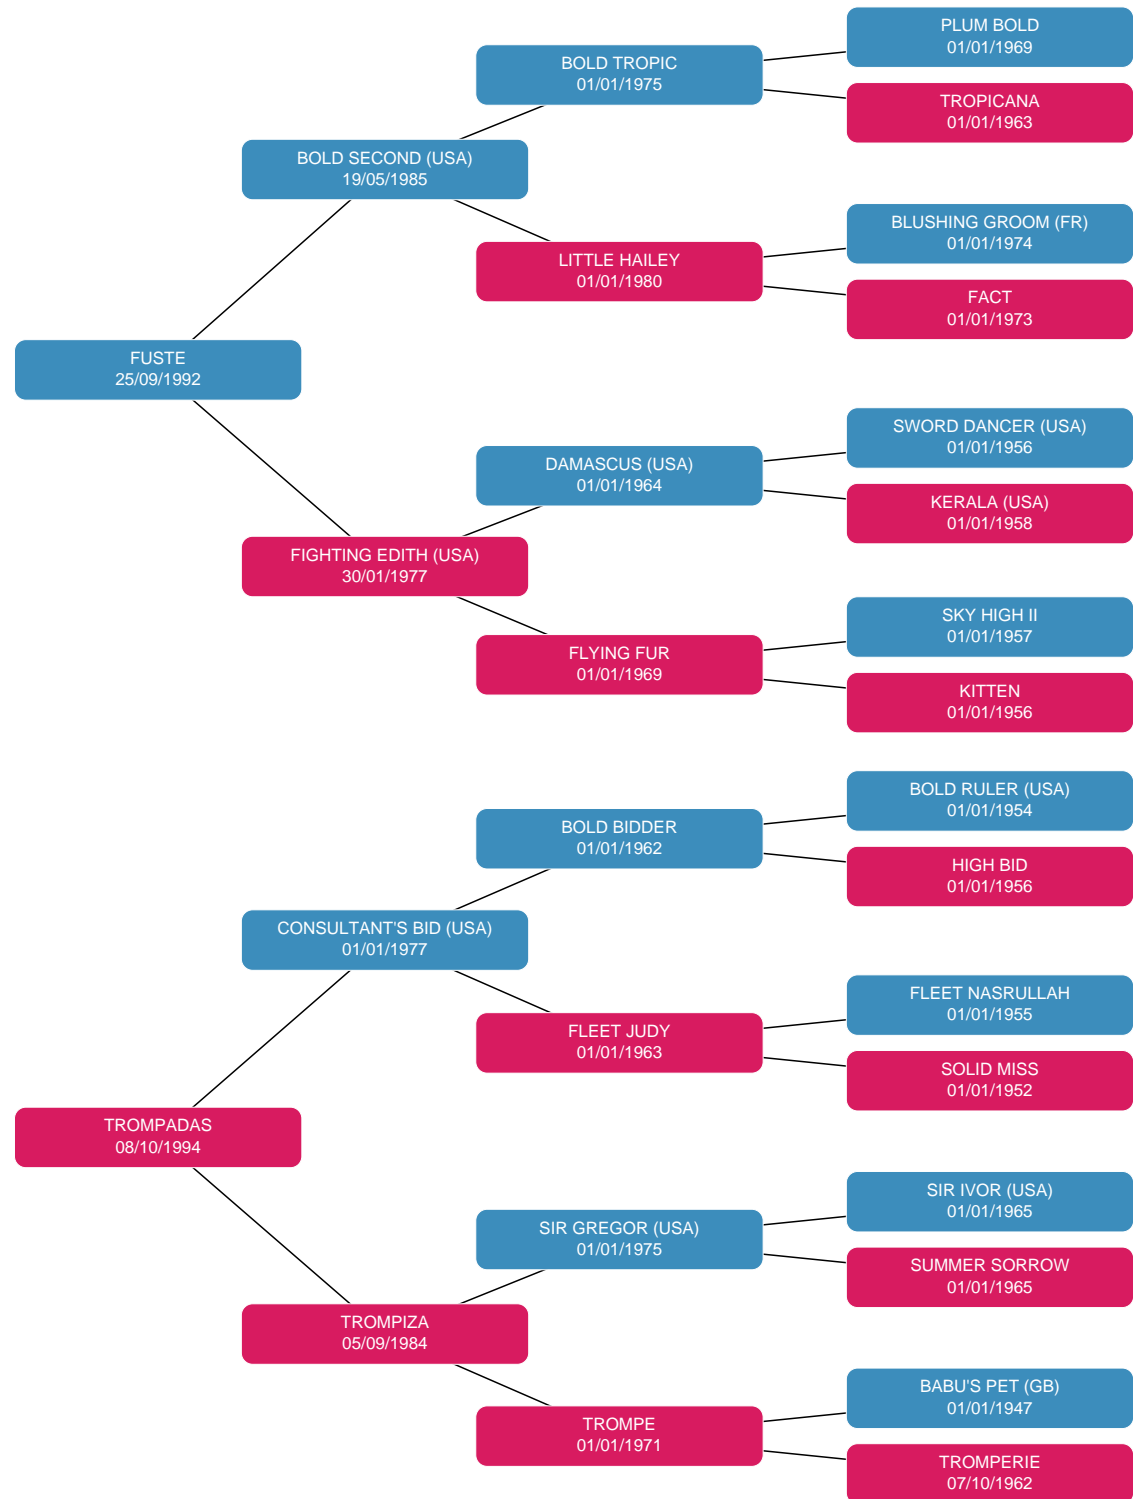 PLUM BOLD
01/01/1969
BOLD TROPIC
01/01/1975
TROPICANA
01/01/1963
BOLD SECOND (USA)
19/05/1985
BLUSHING GROOM (FR)
01/01/1974
LITTLE HAILEY
01/01/1980
FACT
01/01/1973
FUSTE
25/09/1992
SWORD DANCER (USA)
01/01/1956
DAMASCUS (USA)
01/01/1964
KERALA (USA)
01/01/1958
FIGHTING EDITH (USA)
30/01/1977
SKY HIGH II
01/01/1957
FLYING FUR
01/01/1969
KITTEN
01/01/1956
BOLD RULER (USA)
01/01/1954
BOLD BIDDER
01/01/1962
HIGH BID
01/01/1956
CONSULTANT'S BID (USA)
01/01/1977
FLEET NASRULLAH
01/01/1955
FLEET JUDY
01/01/1963
SOLID MISS
01/01/1952
TROMPADAS
08/10/1994
SIR IVOR (USA)
01/01/1965
SIR GREGOR (USA)
01/01/1975
SUMMER SORROW
01/01/1965
TROMPIZA
05/09/1984
BABU'S PET (GB)
01/01/1947
TROMPE
01/01/1971
TROMPERIE
07/10/1962